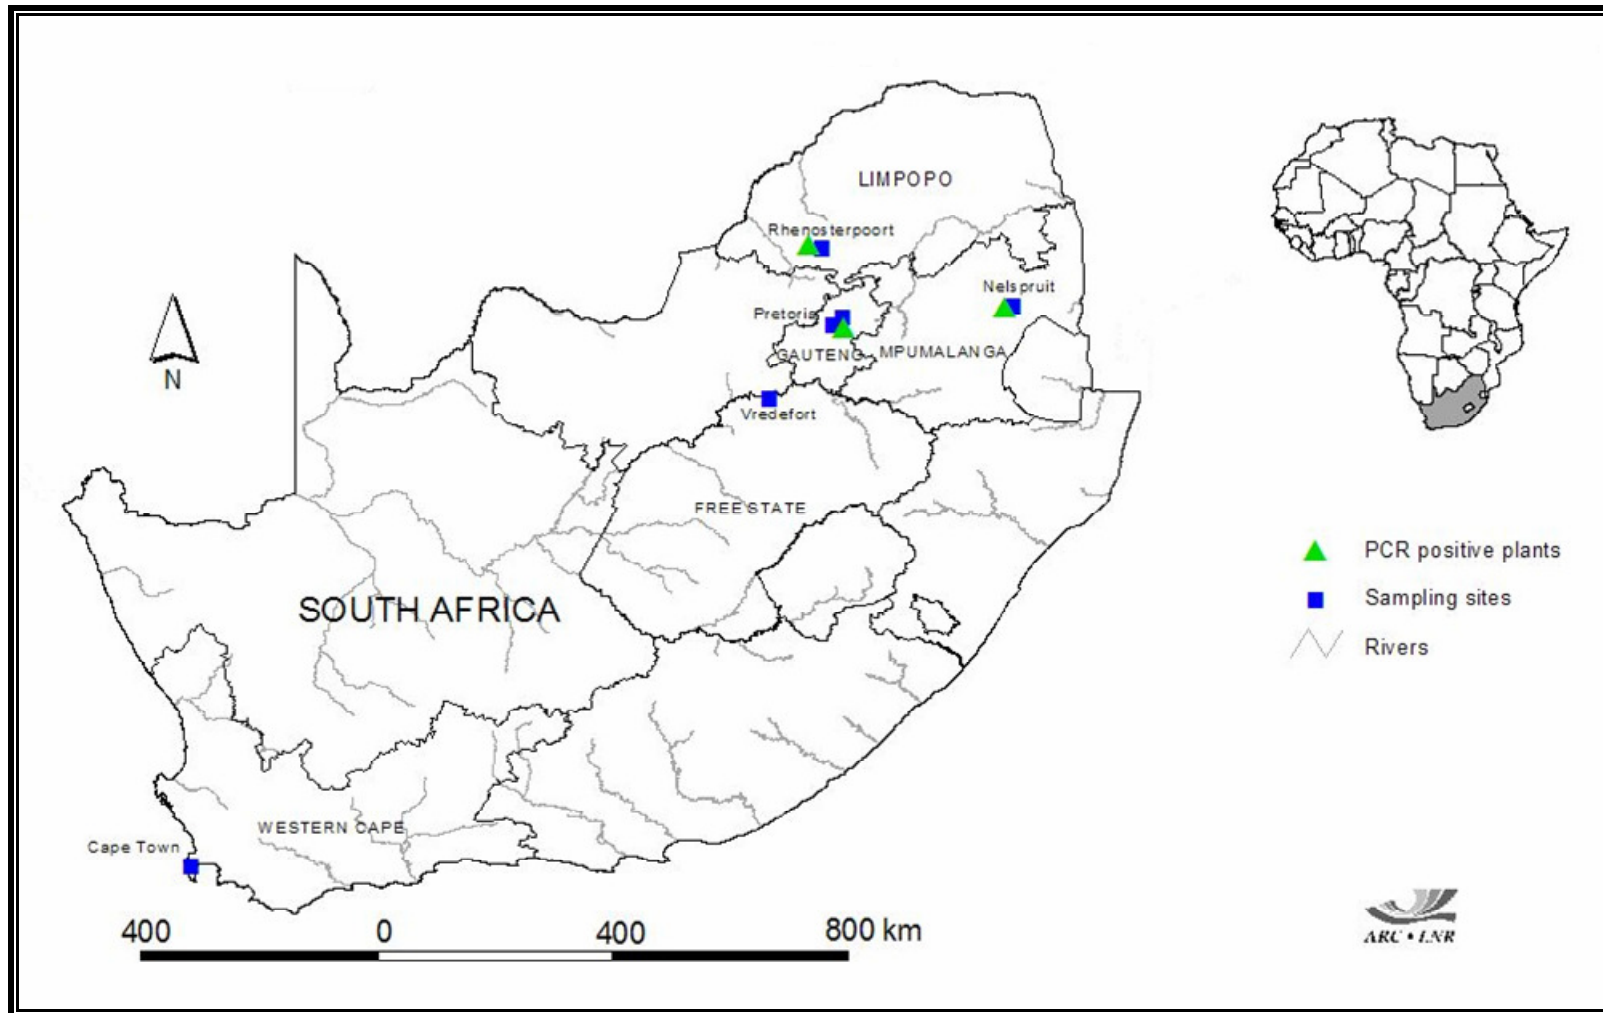 LIMPOPO
Rhenosterpoort
Nelspruit
Pretoria
GAUTENG
MPUMALANGA
N
Vredefort
FREE STATE
PCR positive plants
Sampling sites
SOUTH AFRICA
Rivers
WESTERN CAPE
Cape Town
400 0 400 800 km
ARC • LNR